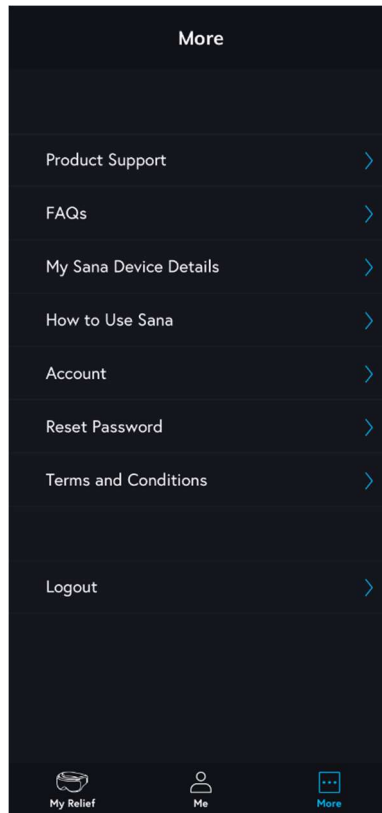 More
Product Support
FAQs
My Sana Device Details
How to Use Sana
Account
Reset Password
Terms and Conditions
Logout
My Relief
Me
More